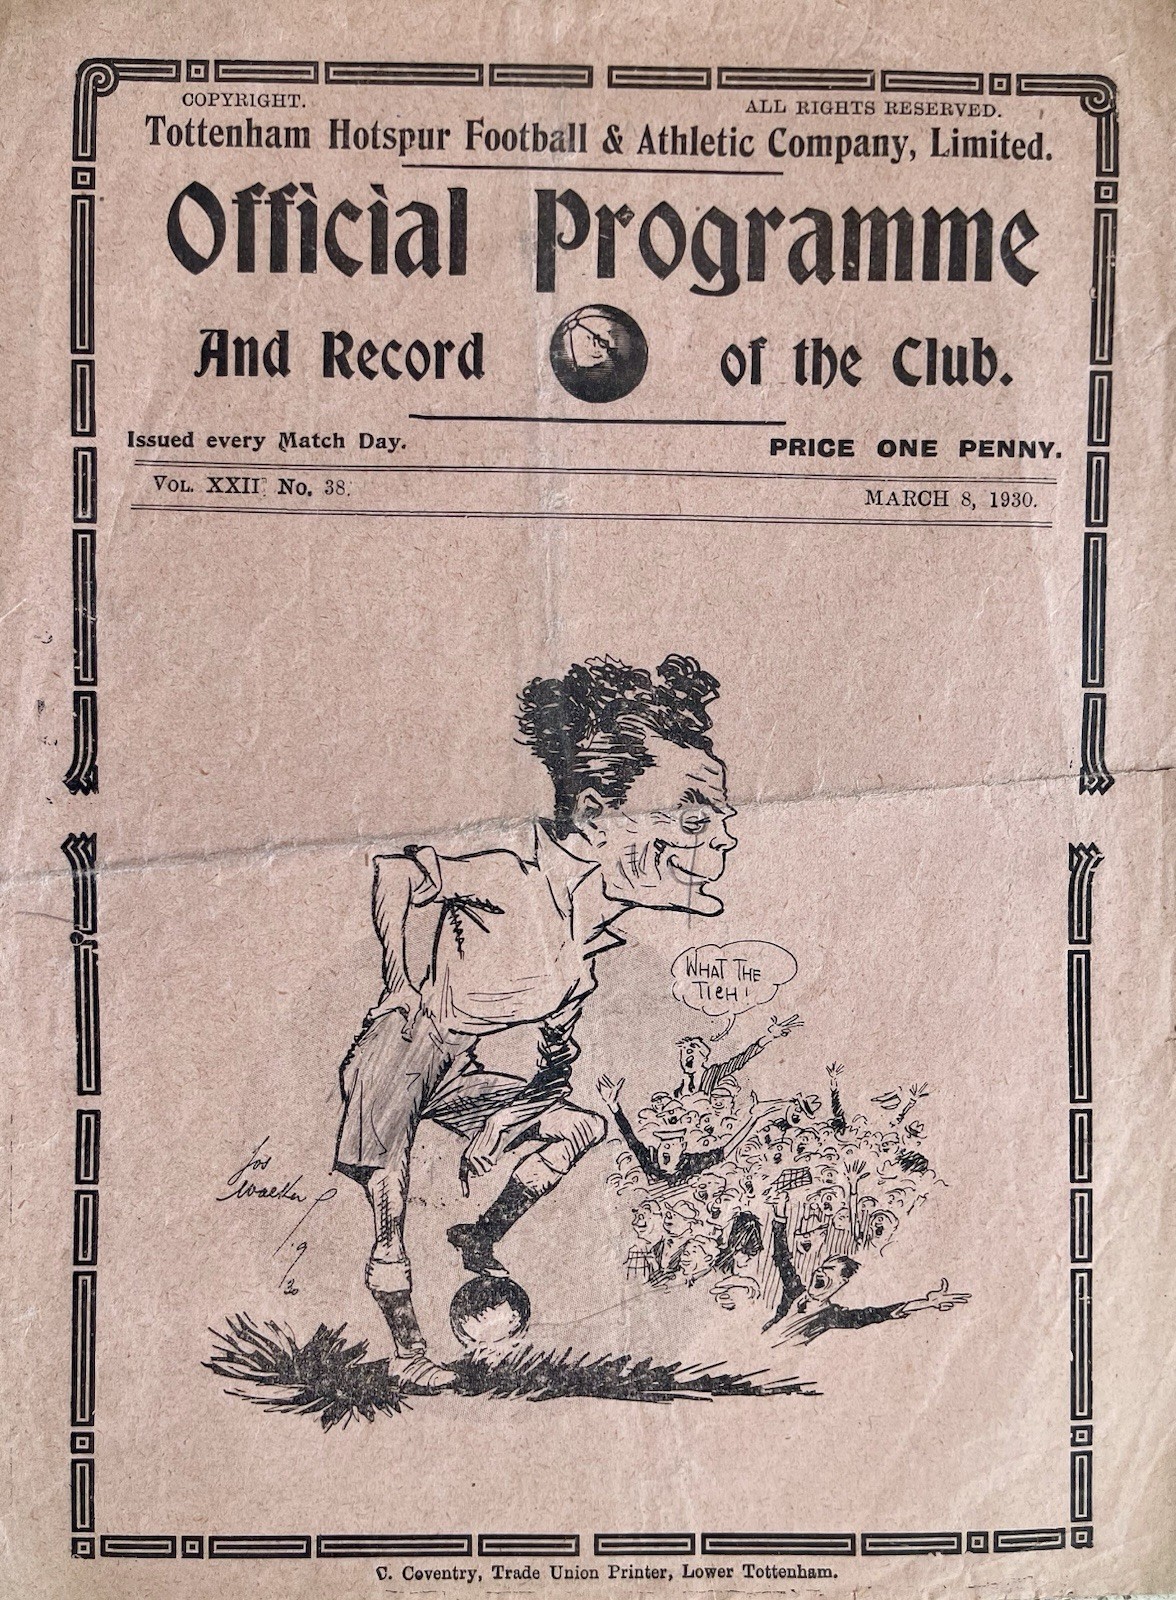 COPYRIGHT. ALL RIGHTS RESERVED.
Tottenham Hotspur Football & Athletic Company, Limited.
Official Programme
And Record of the Club.
Issued every Match Day. PRICE ONE PENNY.
VOL. XXII. No. 38. MARCH 8, 1930.
WHAT THE
TICH!
Jos
Walker
9
30
C. Coventry, Trade Union Printer, Lower Tottenham.